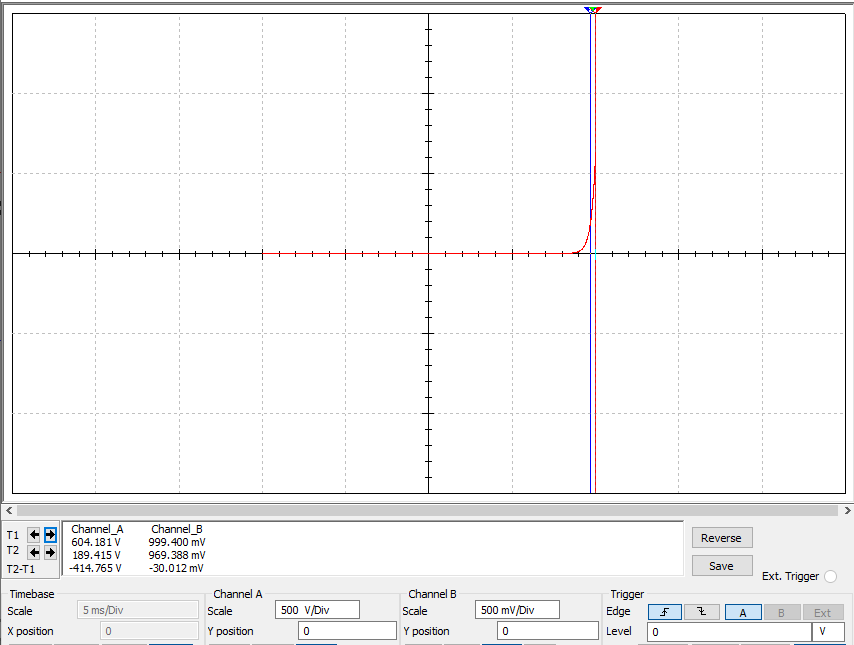 Channel_A Channel_B
T1 604.181 V 999.400 mV
T2 189.415 V 969.388 mV
T2-T1 -414.765 V -30.012 mV
Reverse
Save
Ext. Trigger
Timebase Channel A Channel B Trigger
Scale 5 ms/Div Scale 500 V/Div Scale 500 mV/Div Edge A B Ext
X position 0 Y position 0 Y position 0 Level 0 V